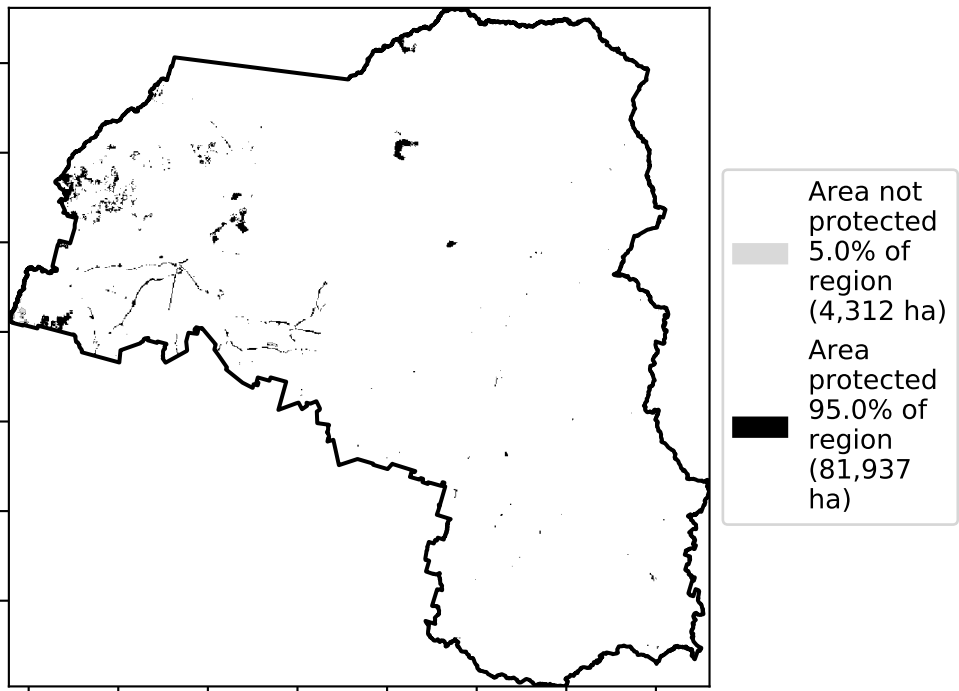 Area not
protected
5.0% of
region
(4,312 ha)
Area
protected
95.0% of
region
(81,937
ha)